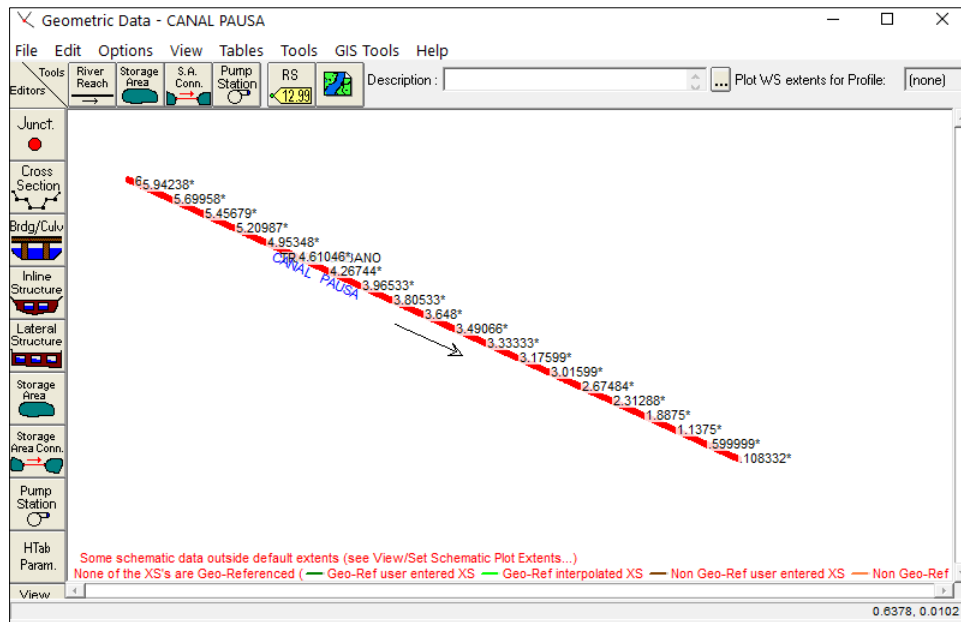 Geometric Data - CANAL PAUSA
File Edit Options View Tables Tools GIS Tools Help
Tools
Editors
River
Reach
Storage
Area
S.A.
Conn.
Pump
Station
RS
12.99
Description :
...
Plot WS extents for Profile:
(none)
Junct.
Cross
Section
Brdg/Culv
Inline
Structure
Lateral
Structure
Storage
Area
Storage
Area Conn.
Pump
Station
HTab
Param.
View
6
5.94238*
5.69958*
5.45679*
5.20987*
4.95348*
4.61046*
JANO
4.26744*
CANAL PAUSA
3.96533*
3.80533*
3.648*
3.49066*
3.33333*
3.17599*
3.01599*
2.67484*
2.31288*
1.8875*
1.1375*
.599999*
.108332*
Some schematic data outside default extents (see View/Set Schematic Plot Extents...)
None of the XS's are Geo-Referenced ( Geo-Ref user entered XS Geo-Ref interpolated XS Non Geo-Ref user entered XS Non Geo-Ref
0.6378, 0.0102